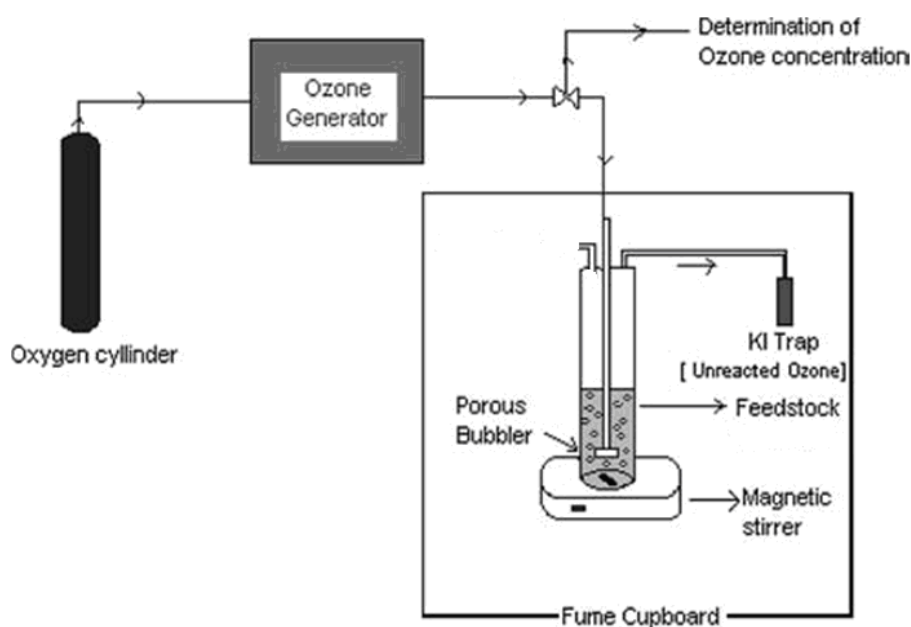 Determination of
Ozone concentration
Ozone
Generator
Oxygen cyllinder
KI Trap
[ Unreacted Ozone]
Porous
Bubbler
Feedstock
Magnetic
stirrer
Fume Cupboard